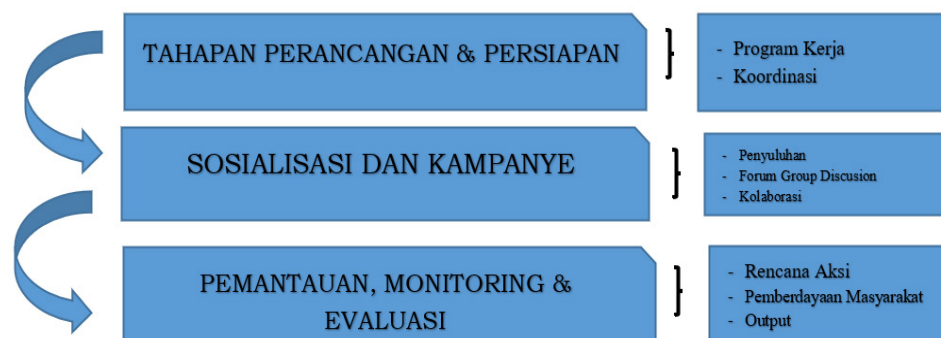 TAHAPAN PERANCANGAN & PERSIAPAN
- Program Kerja
- Koordinasi
SOSIALISASI DAN KAMPANYE
- Penyuluhan
- Forum Group Discusion
- Kolaborasi
PEMANTAUAN, MONITORING &
EVALUASI
- Rencana Aksi
- Pemberdayaan Masyarakat
- Output